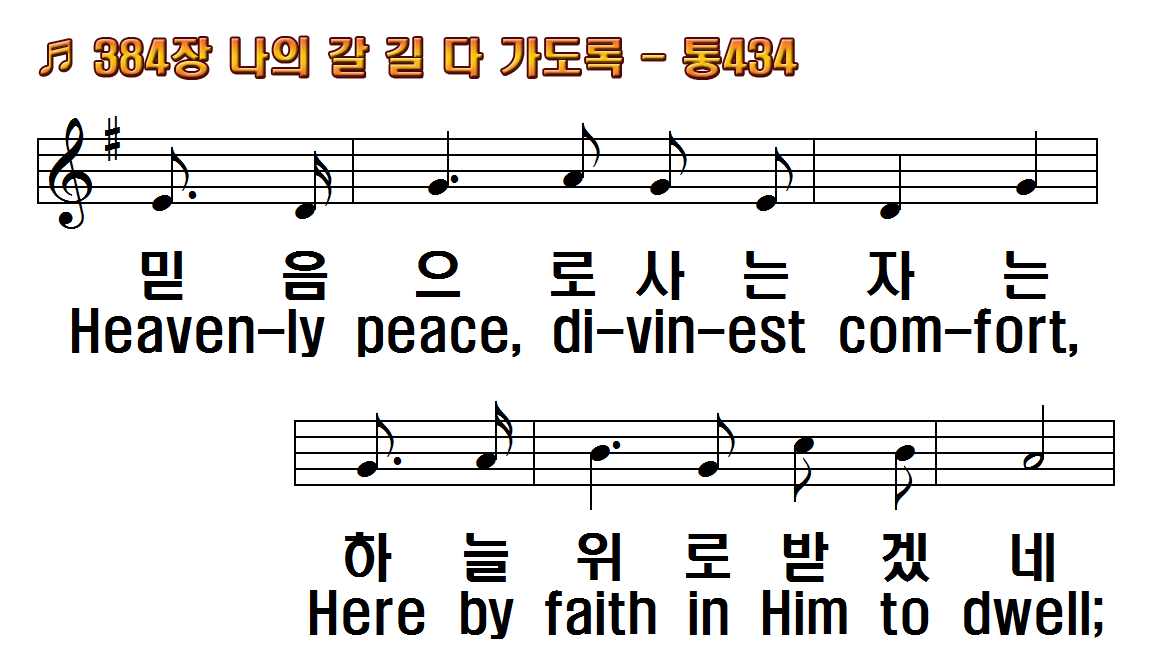 ♬ 384장 나의 갈 길 다 가도록 - 통434
믿 음 으 로 사 는 자 는
Heaven-ly peace, di-vin-est com-fort,
하 늘 위 로 받 겠 네
Here by faith in Him to dwell;